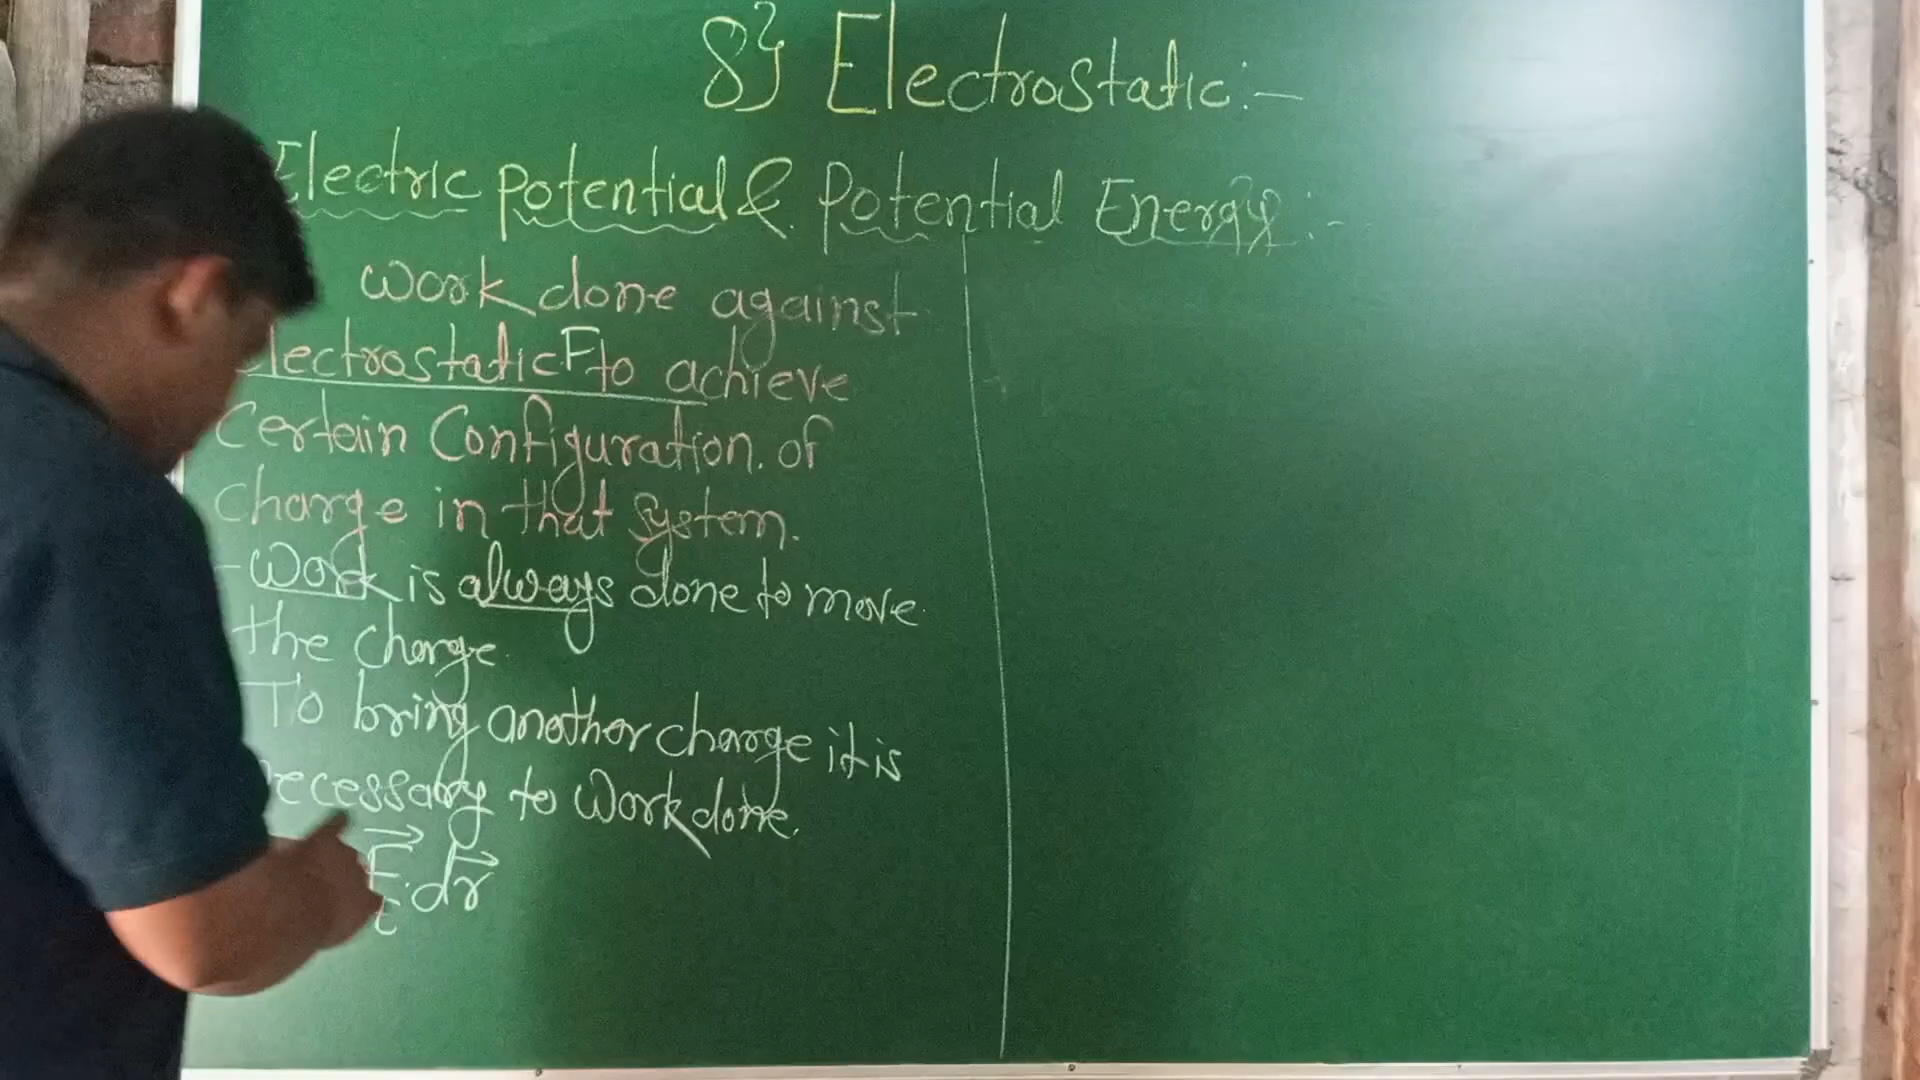 8} Electrostatic:-
Electric potential & Potential Energy:-
Work done against
lectrostatic F to achieve
Certain Configuration. of
charge in that system.
- Work is always done to move.
the charge.
To bring another charge it is
necessary to Work done.
F.dr
E